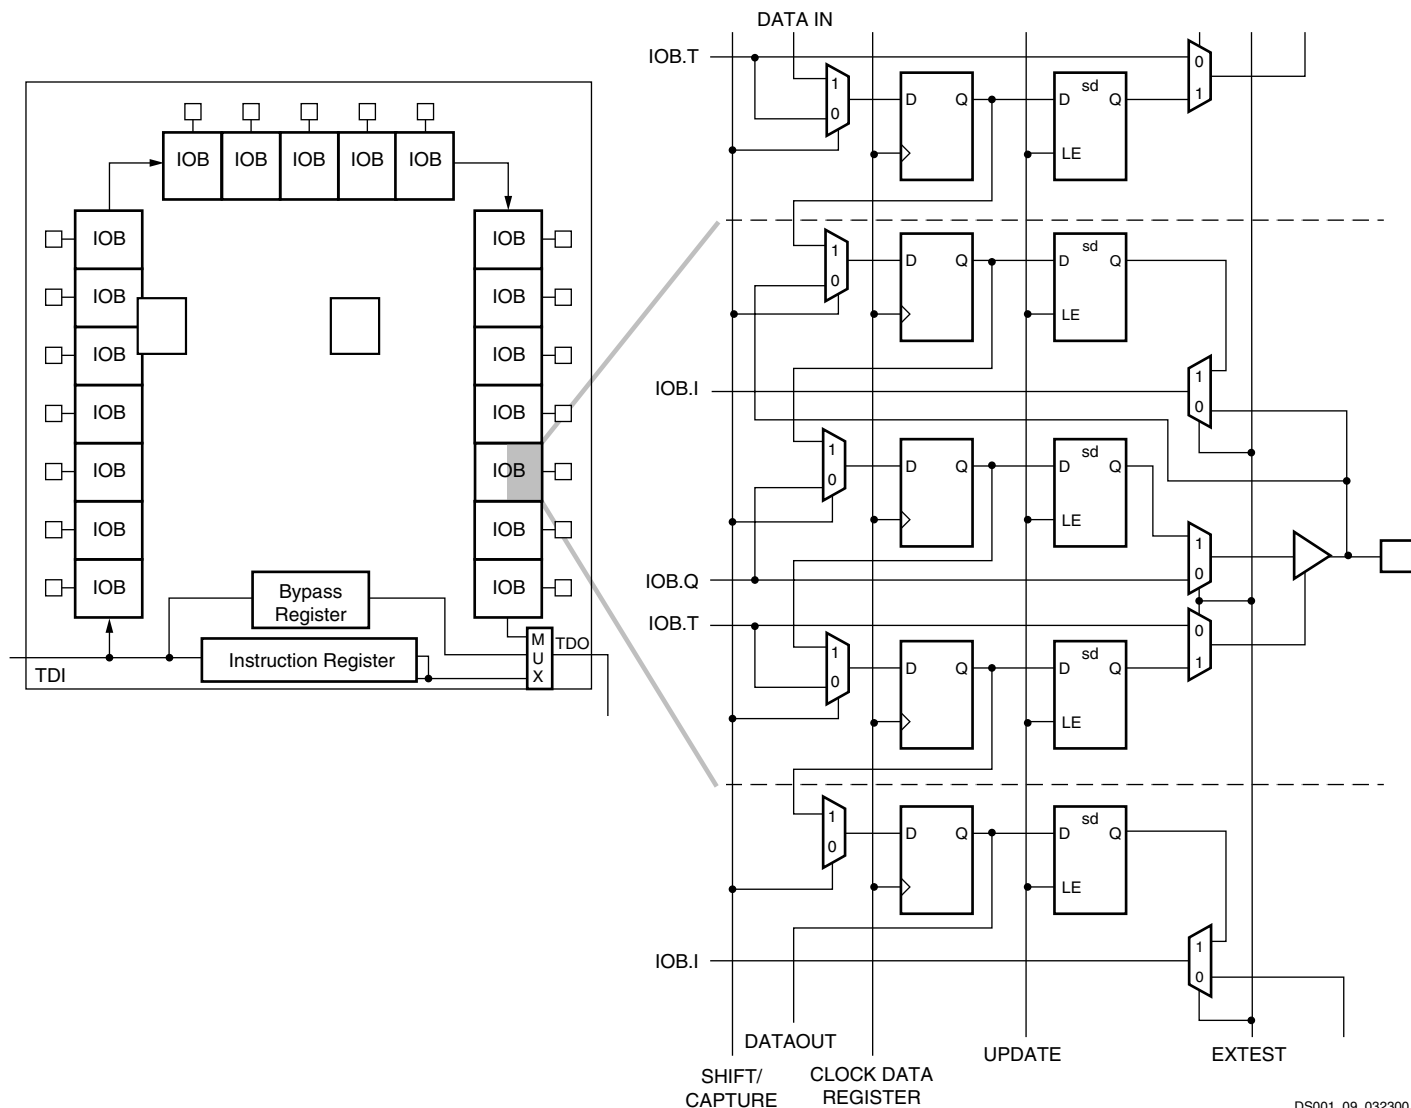 IOB IOB IOB IOB IOB
IOB
IOB
IOB
IOB
IOB
IOB
IOB
IOB
IOB
IOB
IOB
IOB
IOB
IOB
Bypass
Register
Instruction Register
M
U
X
TDO
TDI
DATA IN
IOB.T
0
1
1
0
D Q
sd
D Q
LE
1
0
D Q
sd
D Q
LE
IOB.I
1
0
1
0
D Q
sd
D Q
LE
1
0
IOB.Q
IOB.T
0
1
1
0
D Q
sd
D Q
LE
1
0
D Q
sd
D Q
LE
IOB.I
1
0
DATAOUT
UPDATE
EXTEST
SHIFT/
CAPTURE
CLOCK DATA
REGISTER
DS001_09_032300